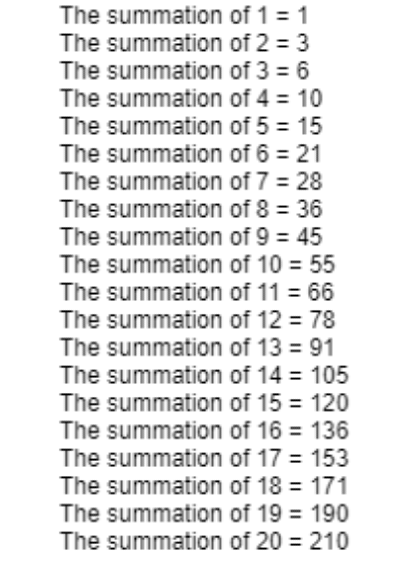 The summation of 1 = 1
The summation of 2 = 3
The summation of 3 = 6
The summation of 4 = 10
The summation of 5 = 15
The summation of 6 = 21
The summation of 7 = 28
The summation of 8 = 36
The summation of 9 = 45
The summation of 10 = 55
The summation of 11 = 66
The summation of 12 = 78
The summation of 13 = 91
The summation of 14 = 105
The summation of 15 = 120
The summation of 16 = 136
The summation of 17 = 153
The summation of 18 = 171
The summation of 19 = 190
The summation of 20 = 210